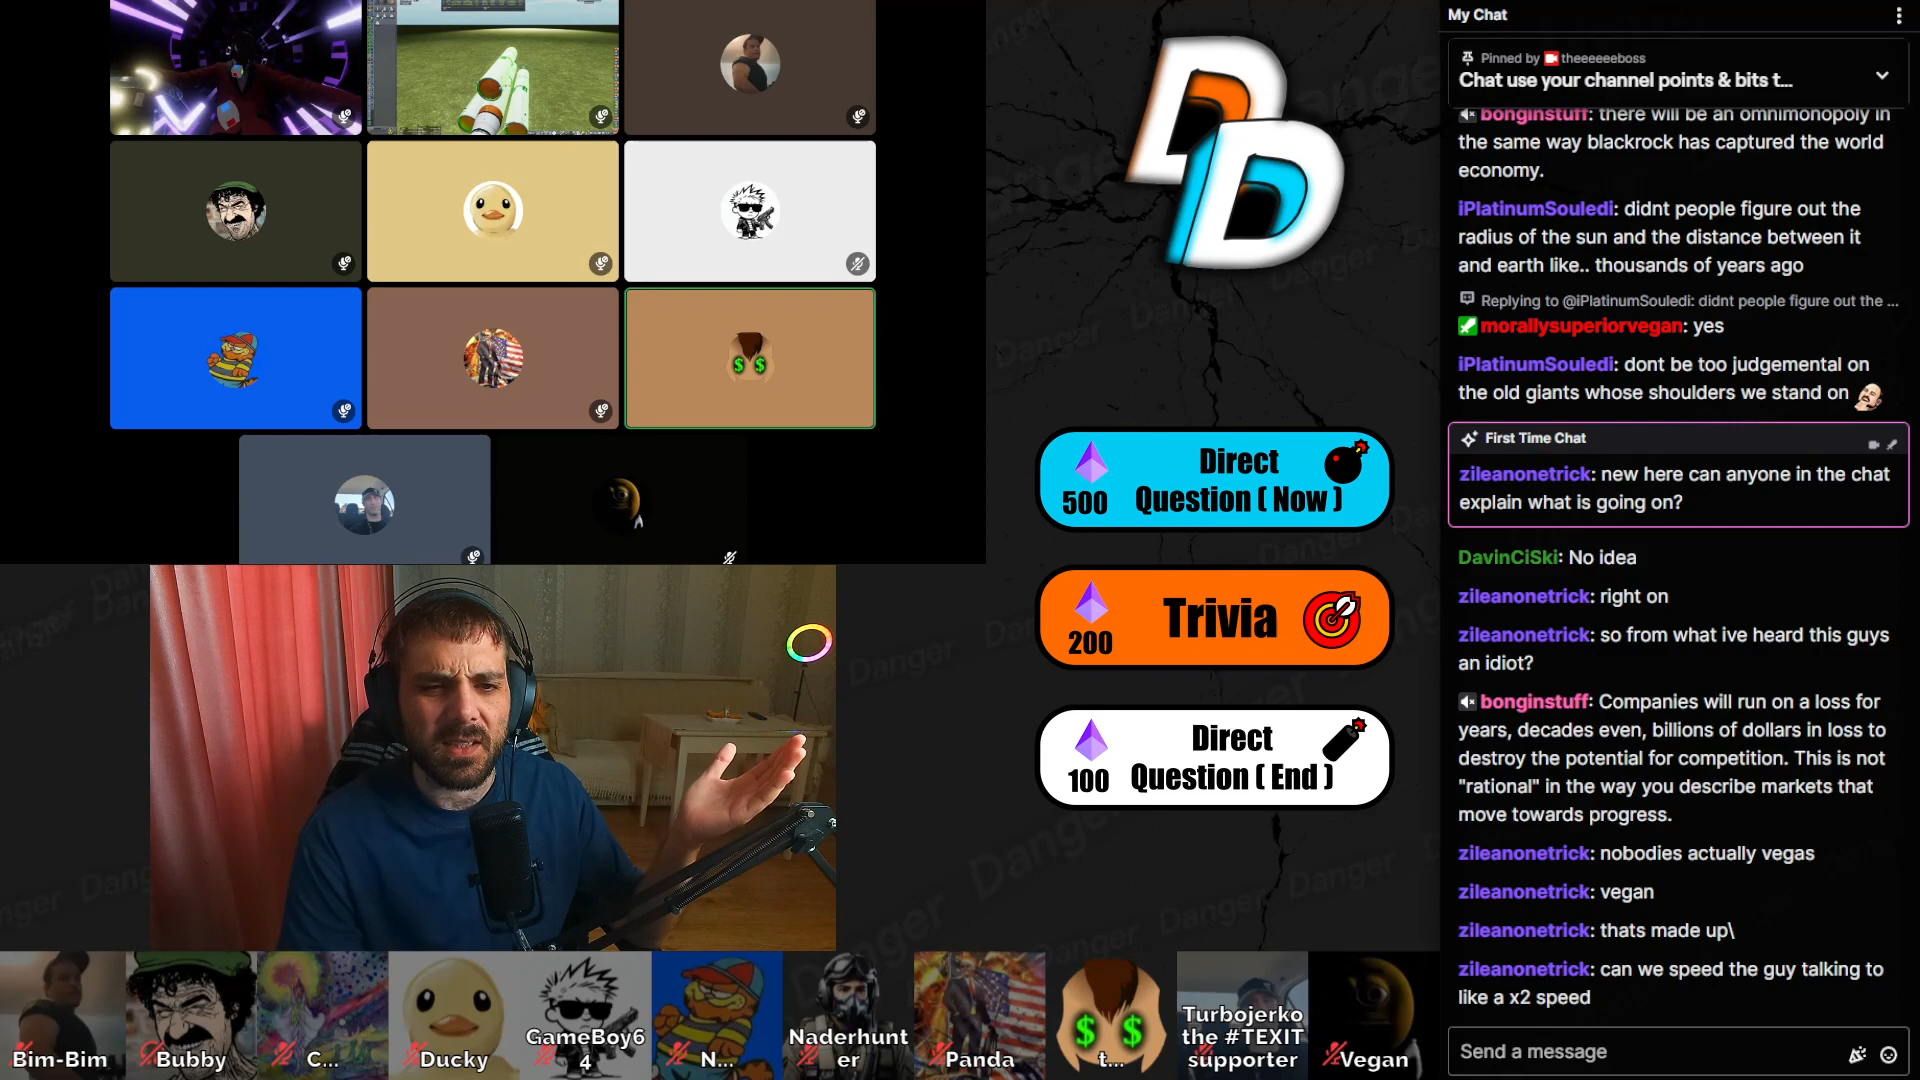 My Chat
Pinned by theeeeeboss
Chat use your channel points & bits t...
bonginstuff: there will be an omnimonopoly in
the same way blackrock has captured the world
economy.
iPlatinumSouledi: didnt people figure out the
radius of the sun and the distance between it
and earth like.. thousands of years ago
Replying to @iPlatinumSouledi: didnt people figure out the ...
morallysuperiorvegan: yes
iPlatinumSouledi: dont be too judgemental on
the old giants whose shoulders we stand on
First Time Chat
zileanonetrick: new here can anyone in the chat
explain what is going on?
DavinCiSki: No idea
zileanonetrick: right on
zileanonetrick: so from what ive heard this guys
an idiot?
bonginstuff: Companies will run on a loss for
years, decades even, billions of dollars in loss to
destroy the potential for competition. This is not
"rational" in the way you describe markets that
move towards progress.
zileanonetrick: nobodies actually vegas
zileanonetrick: vegan
zileanonetrick: thats made up\
zileanonetrick: can we speed the guy talking to
like a x2 speed
Send a message
DD
500
Direct
Question ( Now )
200
Trivia
100
Direct
Question ( End )
Danger
Bim-Bim
Bubby
C...
Ducky
GameBoy6
4
N...
Naderhunt
er
Panda
t...
Turbojerko
the #TEXIT
supporter
Vegan